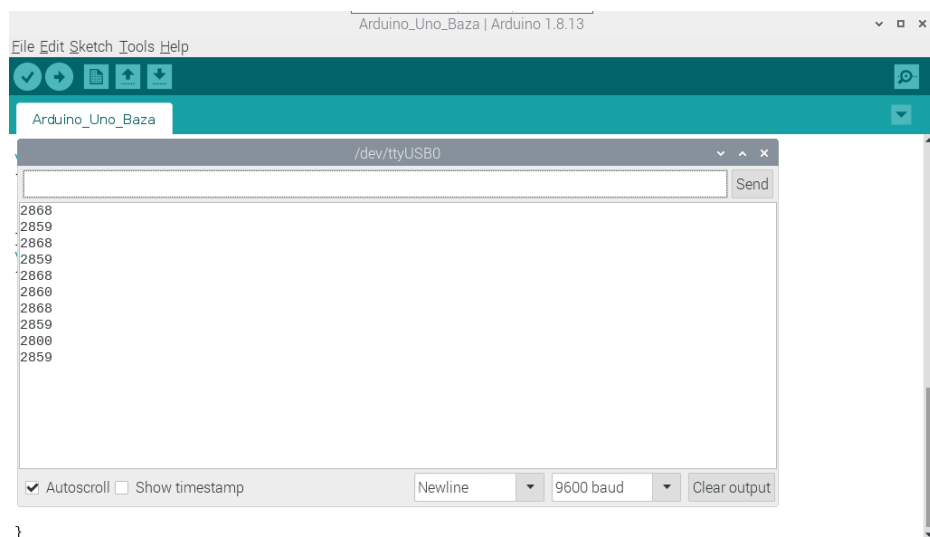 Arduino_Uno_Baza | Arduino 1.8.13
File Edit Sketch Tools Help
Arduino_Uno_Baza
/dev/ttyUSB0
Send
2868
2859
2868
2859
2868
2860
2868
2859
2800
2859
Autoscroll Show timestamp Newline 9600 baud Clear output
}